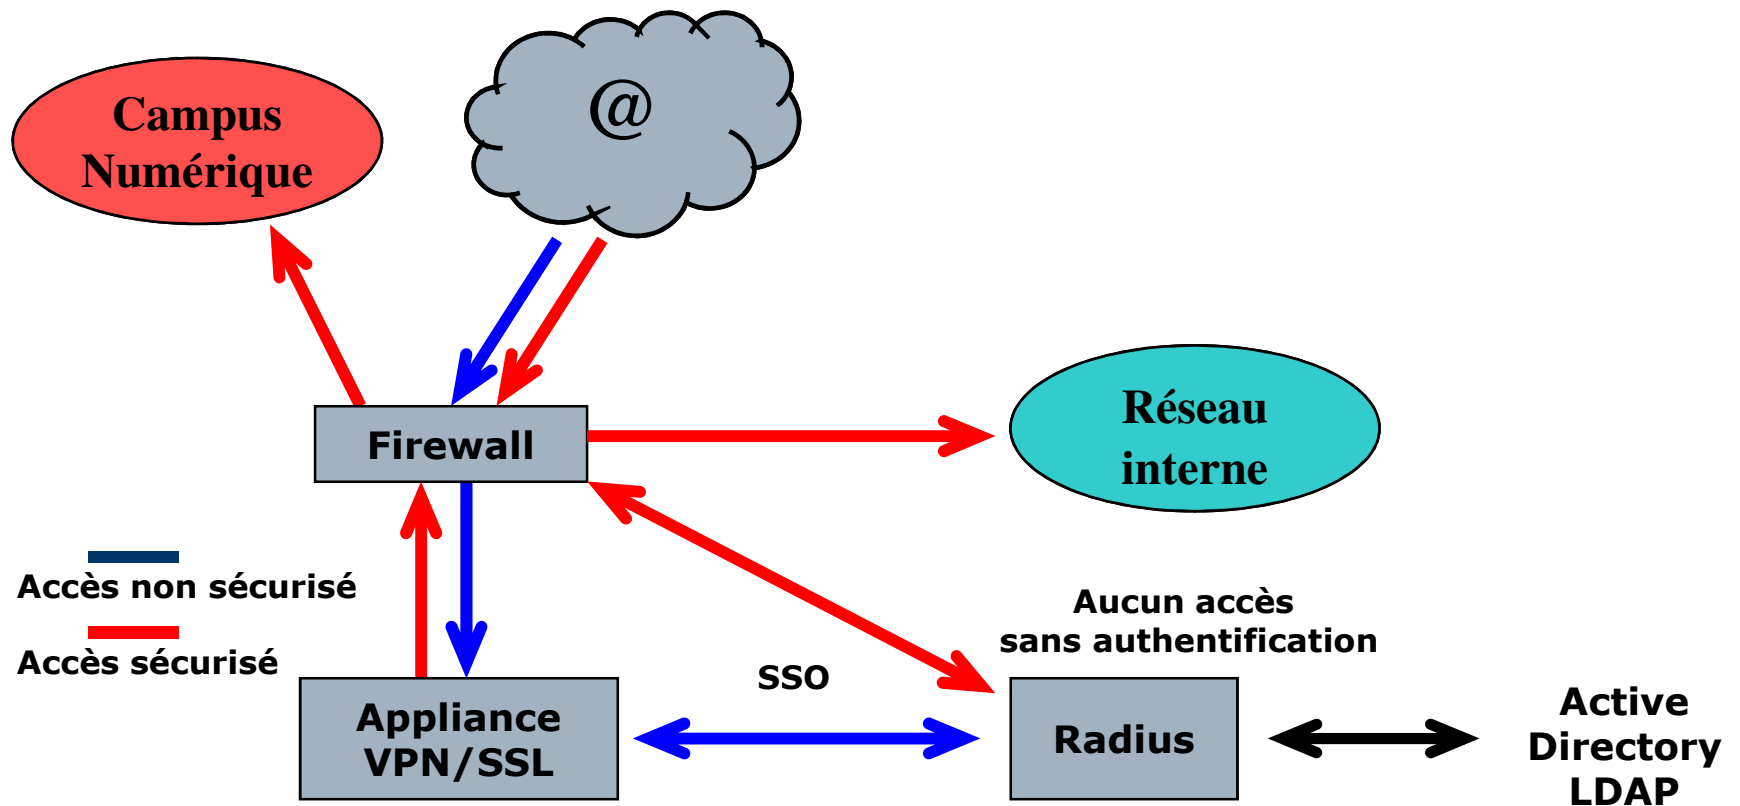 @
Campus
Numérique
Réseau
interne
Firewall
Accès non sécurisé
Accès sécurisé
Aucun accès
sans authentification
SSO
Appliance
VPN/SSL
Radius
Active
Directory
LDAP